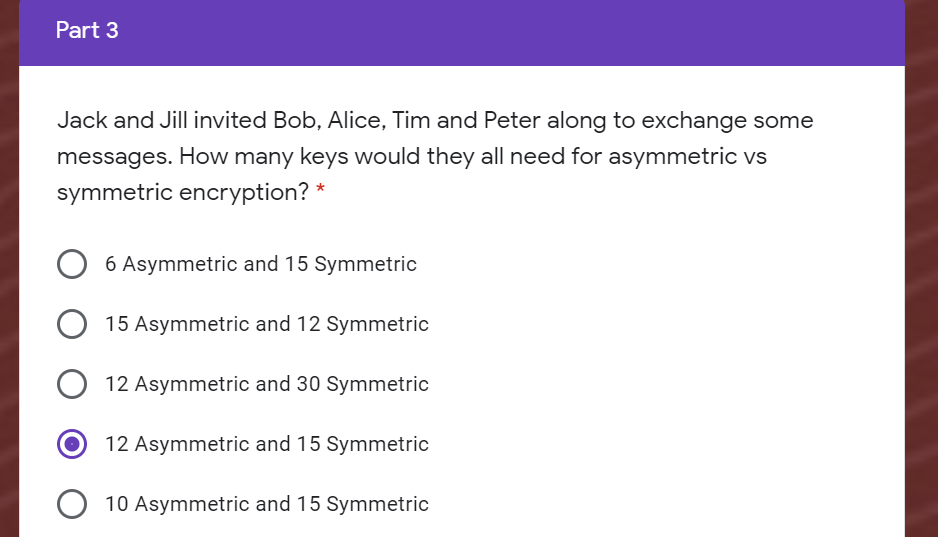 Part 3
Jack and Jill invited Bob, Alice, Tim and Peter along to exchange some
messages. How many keys would they all need for asymmetric vs
symmetric encryption? *
6 Asymmetric and 15 Symmetric
15 Asymmetric and 12 Symmetric
12 Asymmetric and 30 Symmetric
12 Asymmetric and 15 Symmetric
10 Asymmetric and 15 Symmetric